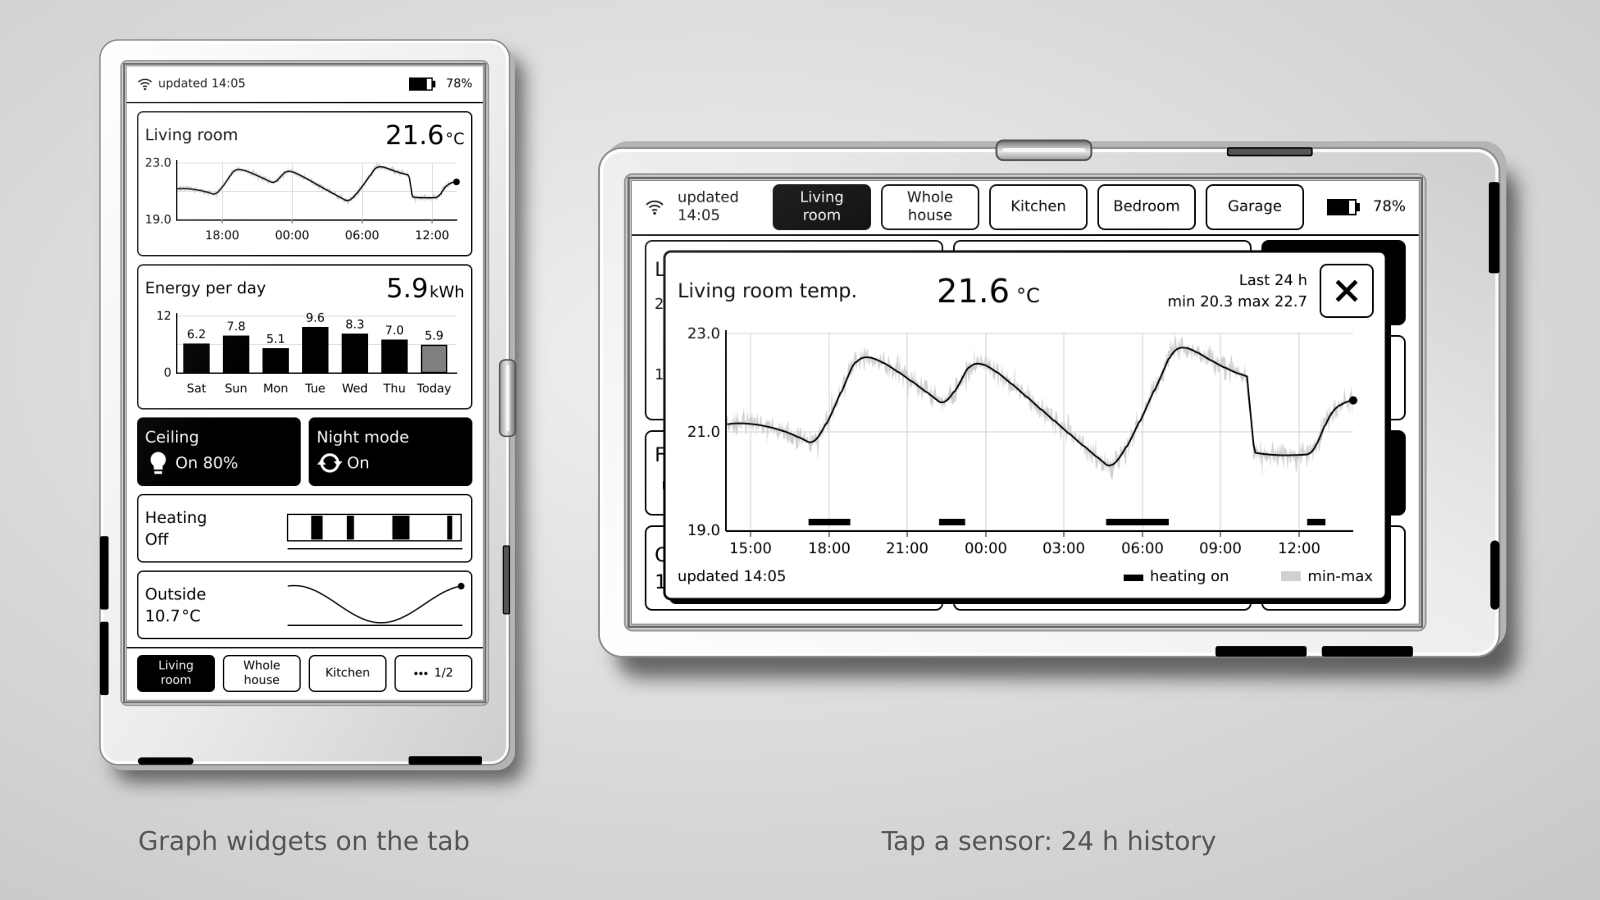 updated 14:05
78%
Living room
21.6 °C
23.0
19.0
18:00 00:00 06:00 12:00
Energy per day
5.9 kWh
12
0
6.2 7.8 5.1 9.6 8.3 7.0 5.9
Sat Sun Mon Tue Wed Thu Today
Ceiling
On 80%
Night mode
On
Heating
Off
Outside
10.7 °C
Living
room
Whole
house
Kitchen
••• 1/2
Graph widgets on the tab
updated
14:05
Living
room
Whole
house
Kitchen
Bedroom
Garage
78%
Living room temp.
21.6 °C
Last 24 h
min 20.3 max 22.7
23.0
21.0
19.0
15:00 18:00 21:00 00:00 03:00 06:00 09:00 12:00
updated 14:05
heating on
min-max
Tap a sensor: 24 h history